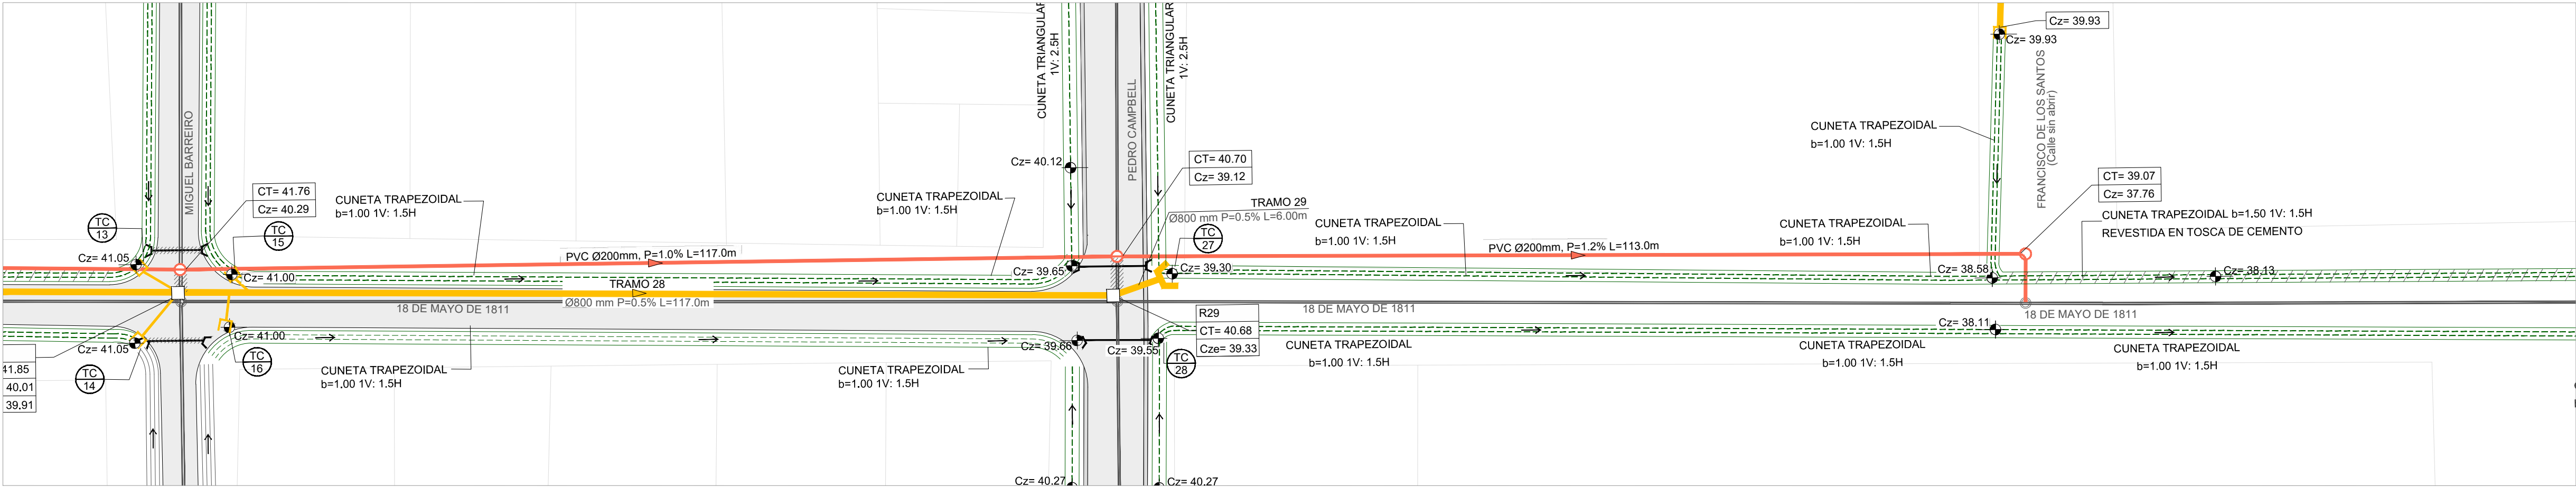 CUNETA TRIANGULAR
1V: 2.5H
CUNETA TRIANGULAR
1V: 2.5H
Cz= 39.93
Cz= 39.93
MIGUEL BARREIRO
PEDRO CAMPBELL
FRANCISCO DE LOS SANTOS
(Calle sin abrir)
CUNETA TRAPEZOIDAL
b=1.00 1V: 1.5H
Cz= 40.12
CT= 40.70
Cz= 39.12
CT= 39.07
Cz= 37.76
CT= 41.76
Cz= 40.29
CUNETA TRAPEZOIDAL
b=1.00 1V: 1.5H
CUNETA TRAPEZOIDAL
b=1.00 1V: 1.5H
TRAMO 29
Ø800 mm P=0.5% L=6.00m
CUNETA TRAPEZOIDAL
b=1.00 1V: 1.5H
CUNETA TRAPEZOIDAL
b=1.00 1V: 1.5H
CUNETA TRAPEZOIDAL b=1.50 1V: 1.5H
REVESTIDA EN TOSCA DE CEMENTO
TC
13
TC
15
TC
27
PVC Ø200mm, P=1.0% L=117.0m
PVC Ø200mm, P=1.2% L=113.0m
Cz= 41.05
Cz= 41.00
Cz= 39.65
Cz= 39.30
Cz= 38.58
Cz= 38.13
TRAMO 28
Ø800 mm P=0.5% L=117.0m
18 DE MAYO DE 1811
18 DE MAYO DE 1811
18 DE MAYO DE 1811
R29
CT= 40.68
Cze= 39.33
Cz= 41.00
Cz= 41.05
Cz= 39.66
Cz= 39.55
Cz= 38.11
TC
14
TC
16
TC
28
41.85
40.01
39,91
CUNETA TRAPEZOIDAL
b=1.00 1V: 1.5H
CUNETA TRAPEZOIDAL
b=1.00 1V: 1.5H
CUNETA TRAPEZOIDAL
b=1.00 1V: 1.5H
CUNETA TRAPEZOIDAL
b=1.00 1V: 1.5H
CUNETA TRAPEZOIDAL
b=1.00 1V: 1.5H
Cz= 40.27
Cz= 40.27